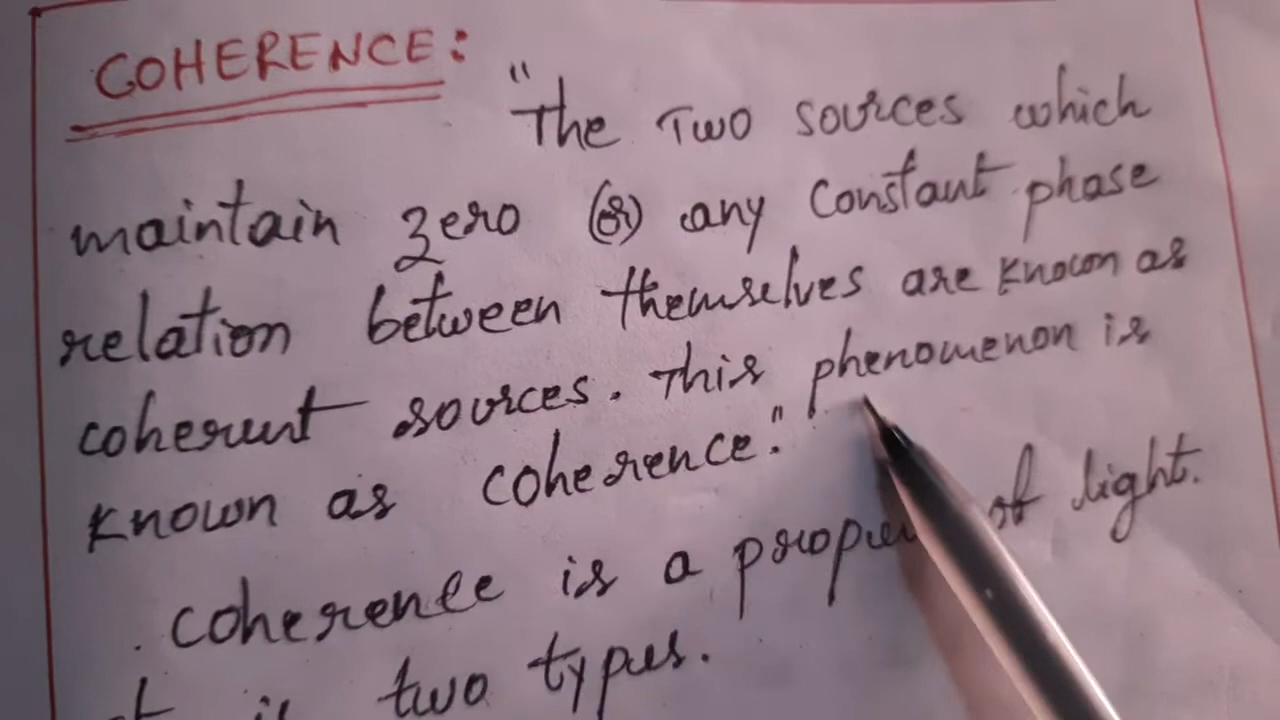 COHERENCE:
"The Two sources which
maintain zero (or) any constant phase
relation between themselves are known as
coherent sources. This phenomenon is
known as coherence."
coherence is a of light.
is two types.